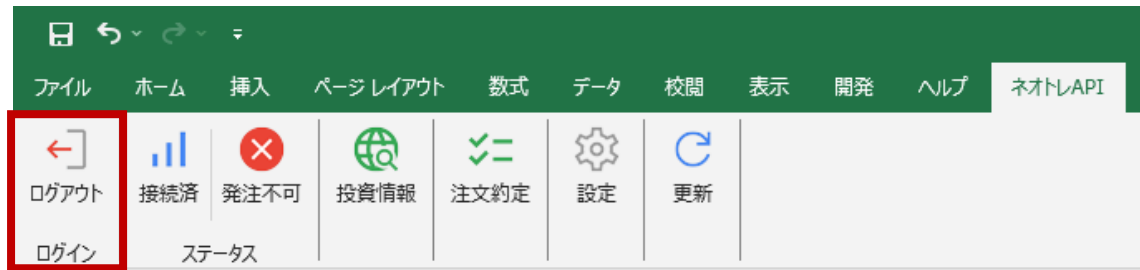 ファイル ホーム 挿入 ページ レイアウト 数式 データ 校閲 表示 開発 ヘルプ ネオトレAPI
ログアウト 接続済 発注不可 投資情報 注文約定 設定 更新
ログイン ステータス